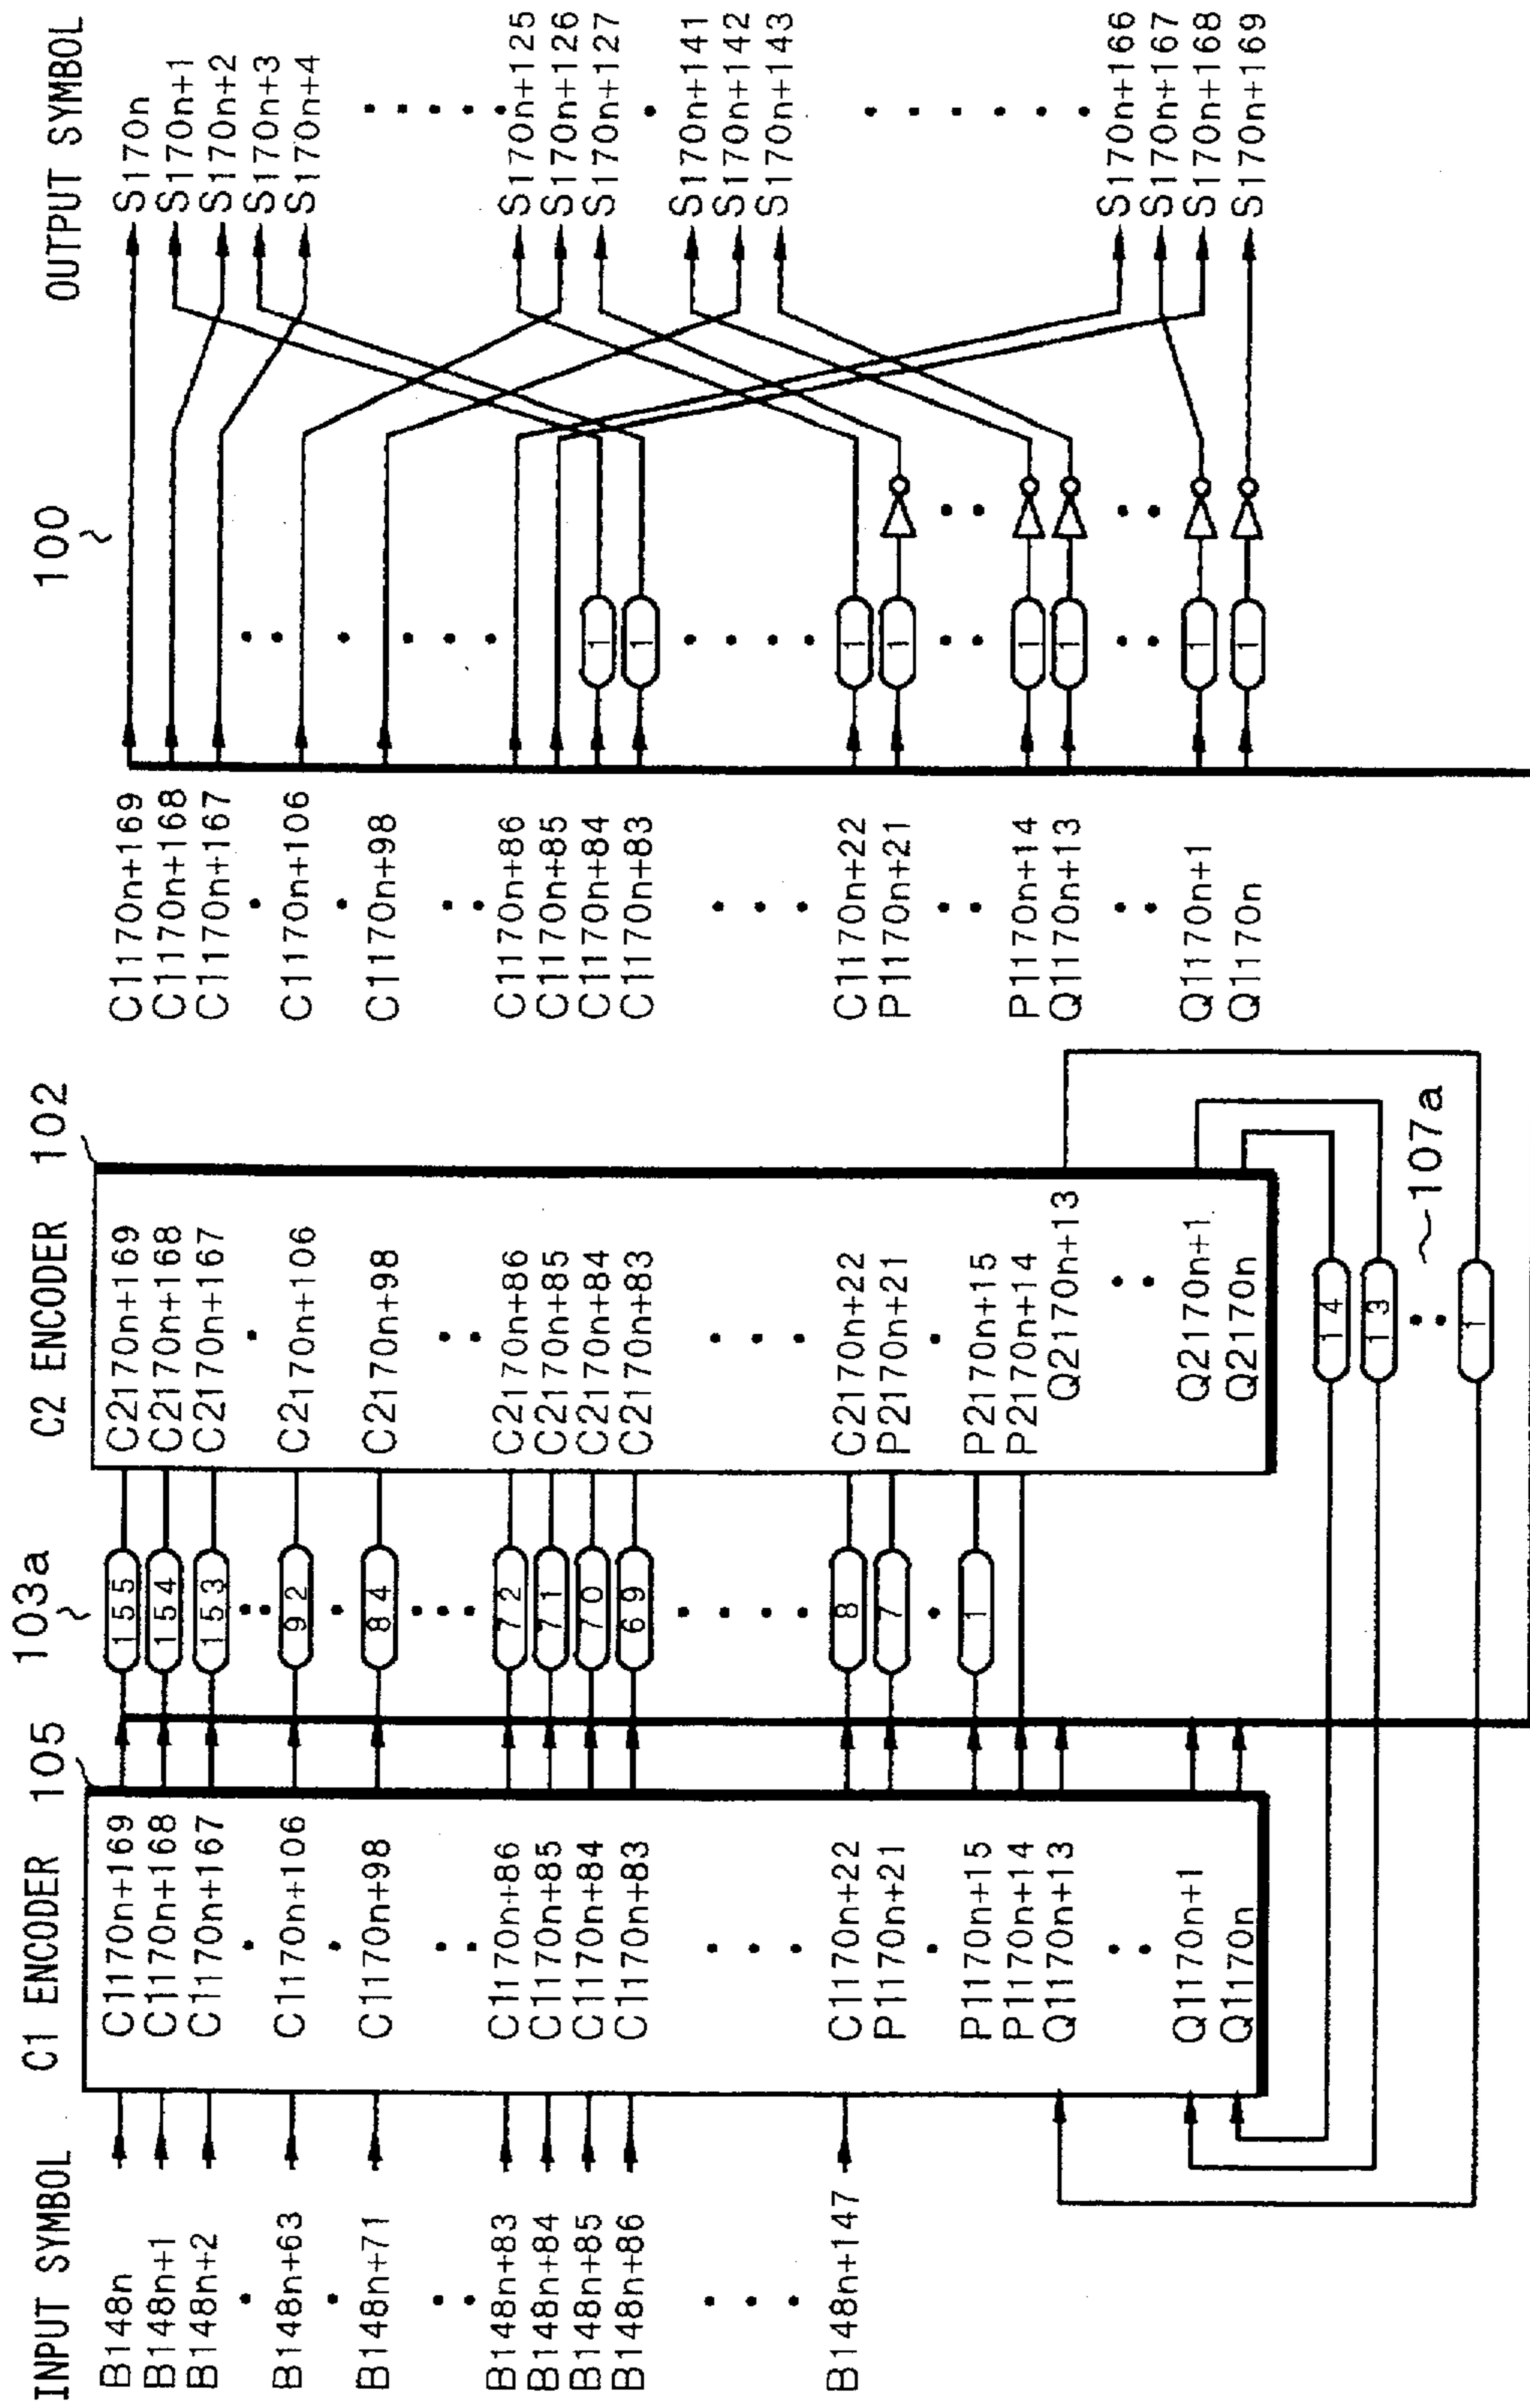 INPUT SYMBOL
B148n
B148n+1
B148n+2
B148n+63
B148n+71
B148n+83
B148n+84
B148n+85
B148n+86
B148n+147
C1 ENCODER 105
C1170n+169
C1170n+168
C1170n+167
C1170n+106
C1170n+98
C1170n+86
C1170n+85
C1170n+84
C1170n+83
C1170n+22
P1170n+21
P1170n+15
P1170n+14
Q1170n+13
Q1170n+1
Q1170n
103a
155
154
153
92
84
72
71
70
69
8
7
1
C2 ENCODER 102
C2170n+169
C2170n+168
C2170n+167
C2170n+106
C2170n+98
C2170n+86
C2170n+85
C2170n+84
C2170n+83
C2170n+22
P2170n+21
P2170n+15
P2170n+14
Q2170n+13
Q2170n+1
Q2170n
14
13
1
107a
C1170n+169
C1170n+168
C1170n+167
C1170n+106
C1170n+98
C1170n+86
C1170n+85
C1170n+84
C1170n+83
C1170n+22
P1170n+21
P1170n+14
Q1170n+13
Q1170n+1
Q1170n
100
1
1
1
1
1
1
1
1
OUTPUT SYMBOL
S170n
S170n+1
S170n+2
S170n+3
S170n+4
S170n+125
S170n+126
S170n+127
S170n+141
S170n+142
S170n+143
S170n+166
S170n+167
S170n+168
S170n+169